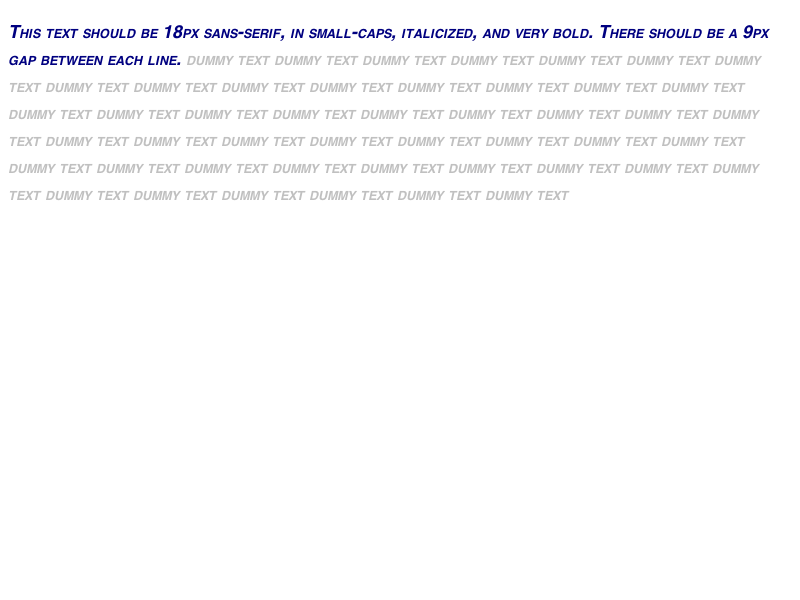 This text should be 18px sans-serif, in small-caps, italicized, and very bold. There should be a 9px
gap between each line. dummy text dummy text dummy text dummy text dummy text dummy text dummy
text dummy text dummy text dummy text dummy text dummy text dummy text dummy text dummy text
dummy text dummy text dummy text dummy text dummy text dummy text dummy text dummy text dummy
text dummy text dummy text dummy text dummy text dummy text dummy text dummy text dummy text
dummy text dummy text dummy text dummy text dummy text dummy text dummy text dummy text dummy
text dummy text dummy text dummy text dummy text dummy text dummy text